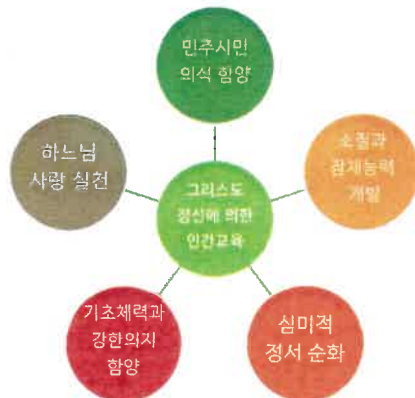 민주시민
의식 함양
하느님
사랑 실천
소질과
잠재능력
개발
그리스도
정신에 의한
인간교육
기초체력과
강한의지
함양
심미적
정서 순화